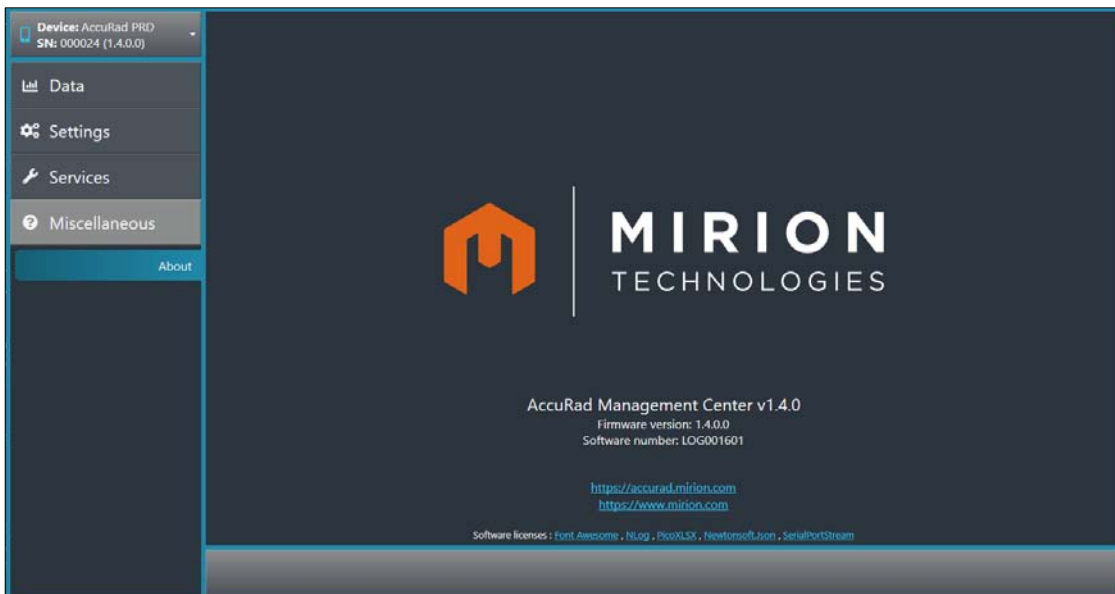 Device: AccuRad PRD
SN: 000024 (1.4.0.0)
Data
Settings
Services
Miscellaneous
About
MIRION
TECHNOLOGIES
AccuRad Management Center v1.4.0
Firmware version: 1.4.0.0
Software number: LOG001601
https://accurad.mirion.com
https://www.mirion.com
Software licenses : Font Awesome , NLog , PicoXLSX , Newtonsoft.Json , SerialPortStream